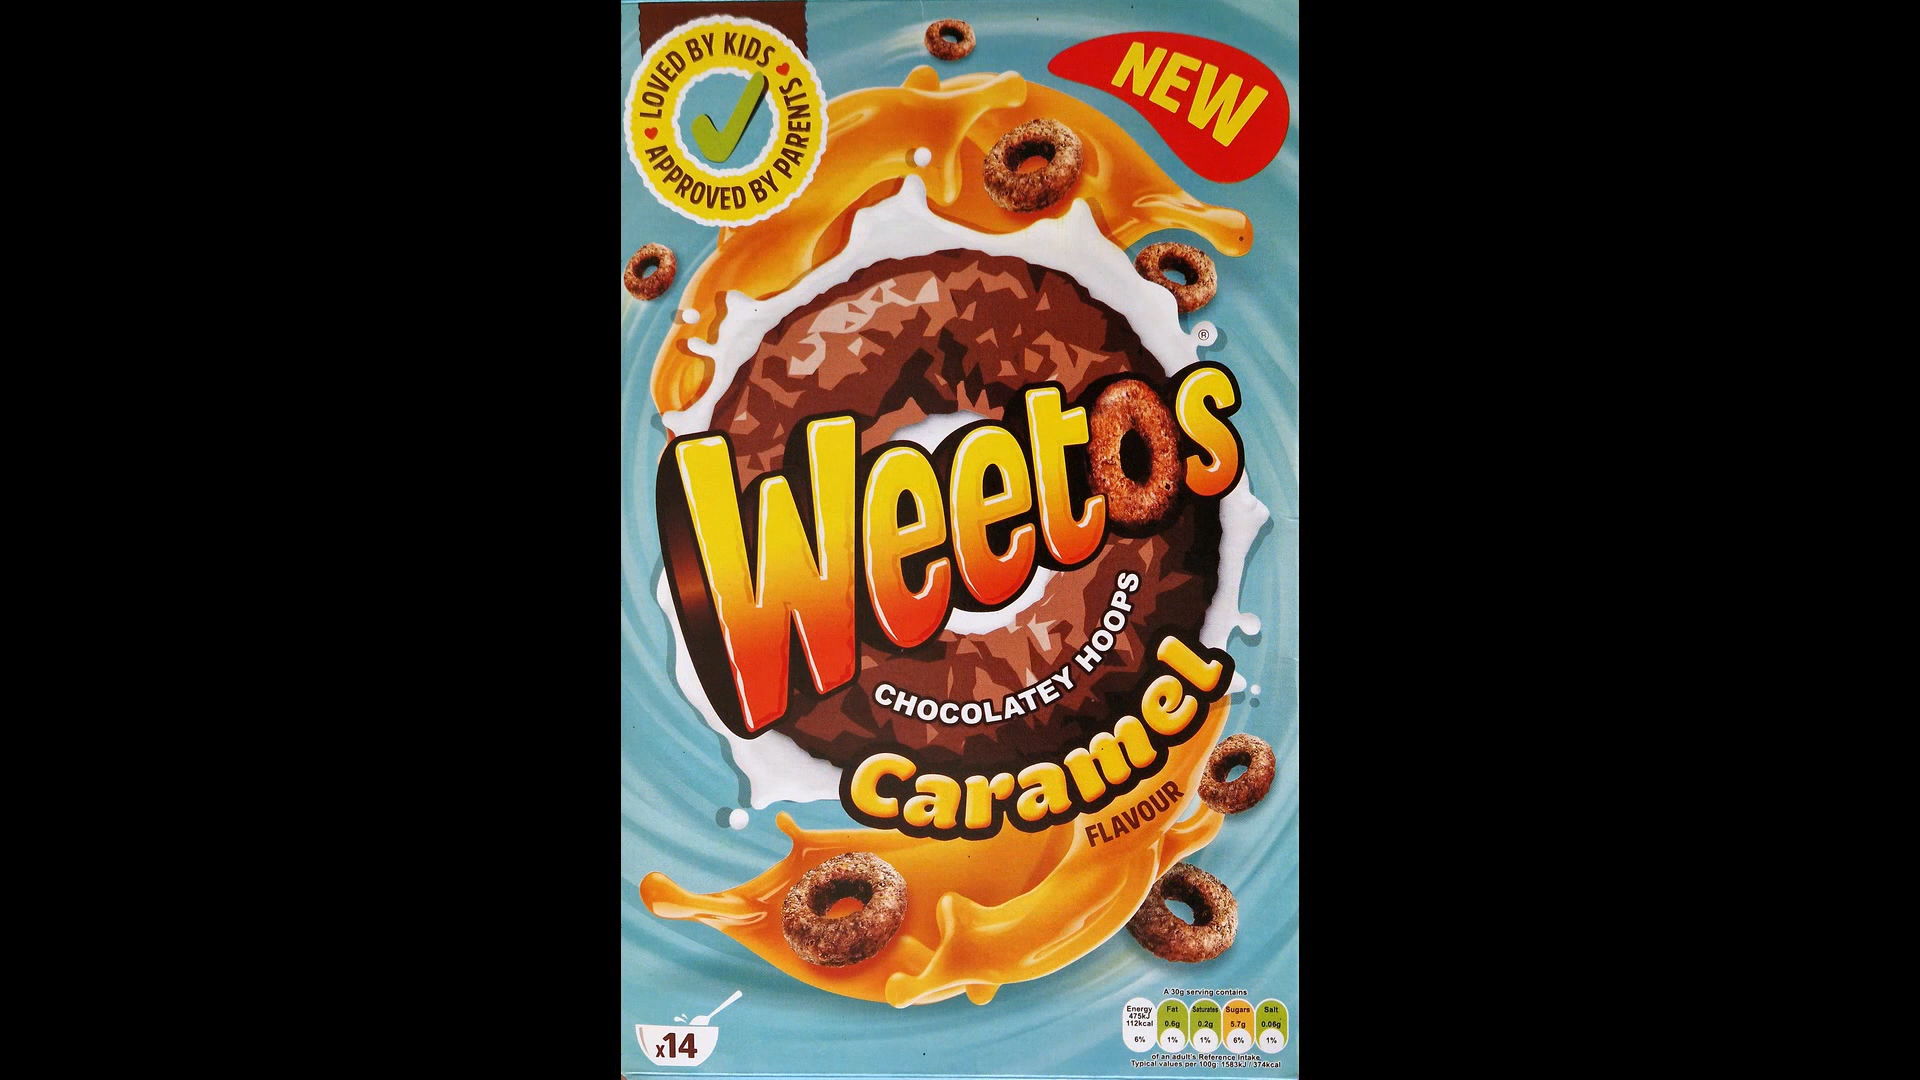 LOVED BY KIDS
APPROVED BY PARENTS
NEW
®
Weetos
CHOCOLATEY HOOPS
Caramel
FLAVOUR
x14
A 30g serving contains
Energy 475kJ 112kcal 6%
Fat 0.6g 1%
Saturates 0.2g 1%
Sugars 5.7g 6%
Salt 0.06g 1%
of an adult's Reference Intake.
Typical values per 100g: 1583kJ / 374kcal